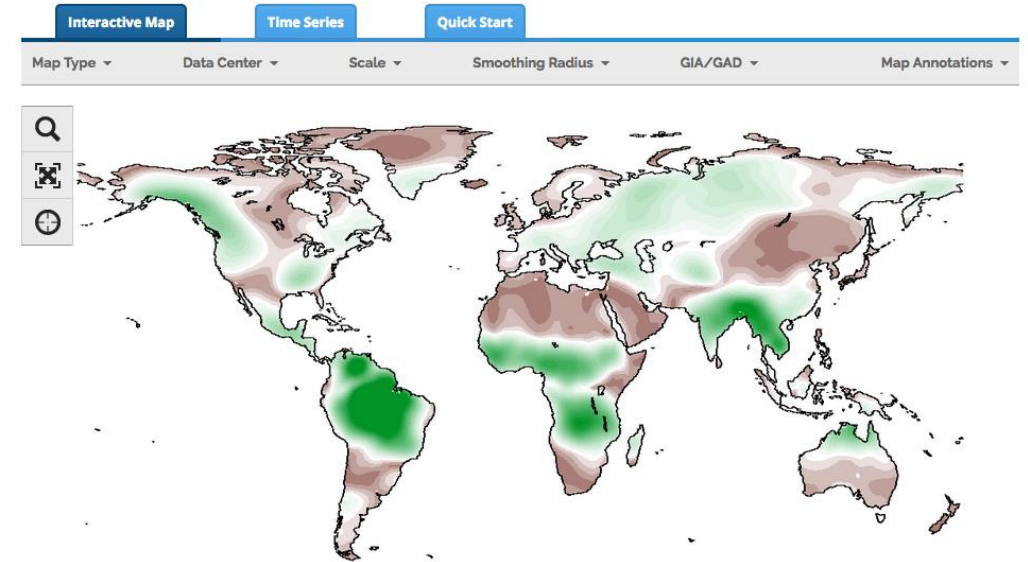 Interactive Map Time Series Quick Start
Map Type Data Center Scale Smoothing Radius GIA/GAD Map Annotations